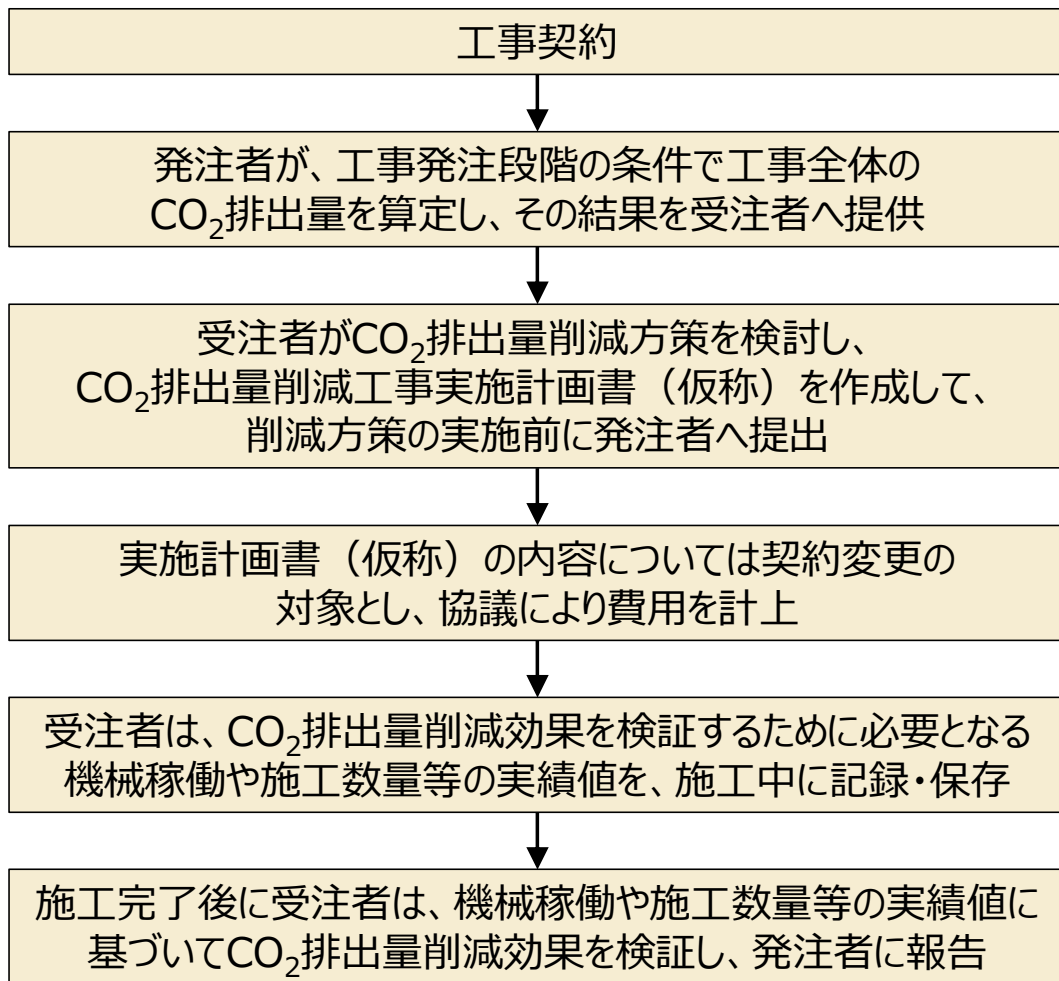 工事契約
発注者が、工事発注段階の条件で工事全体の
CO₂排出量を算定し、その結果を受注者へ提供
受注者がCO₂排出量削減方策を検討し、
CO₂排出量削減工事実施計画書（仮称）を作成して、
削減方策の実施前に発注者へ提出
実施計画書（仮称）の内容については契約変更の
対象とし、協議により費用を計上
受注者は、CO₂排出量削減効果を検証するために必要となる
機械稼働や施工数量等の実績値を、施工中に記録・保存
施工完了後に受注者は、機械稼働や施工数量等の実績値に
基づいてCO₂排出量削減効果を検証し、発注者に報告